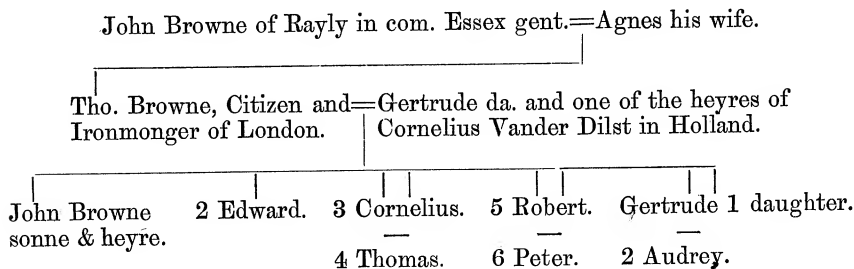 John Browne of Rayly in com. Essex gent.=Agnes his wife.
Tho. Browne, Citizen and=Gertrude da. and one of the heyres of
Ironmonger of London. Cornelius Vander Dilst in Holland.
John Browne 2 Edward. 3 Cornelius. 5 Robert. Gertrude 1 daughter.
sonne & heyre.
4 Thomas. 6 Peter. 2 Audrey.